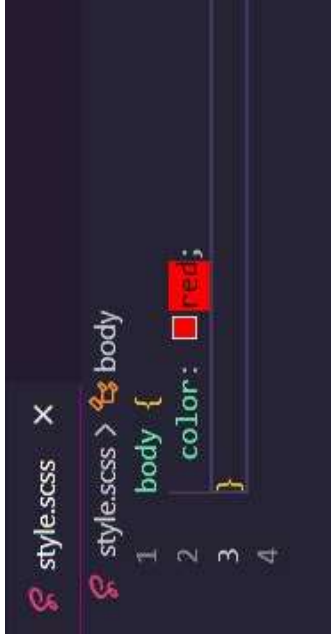 style.scss ×
style.scss > body
1 body {
2 color: red;
3 }
4